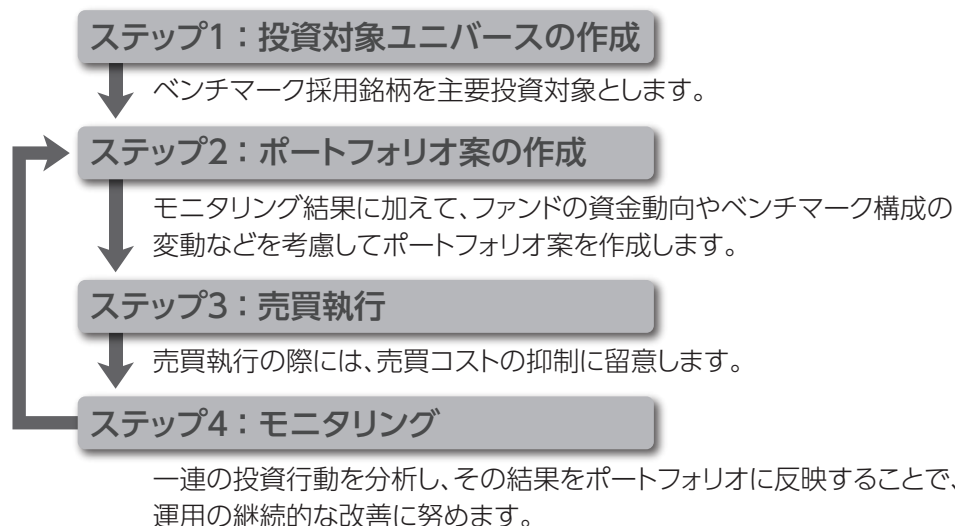 ステップ1：投資対象ユニバースの作成
ベンチマーク採用銘柄を主要投資対象とします。
ステップ2：ポートフォリオ案の作成
モニタリング結果に加えて、ファンドの資金動向やベンチマーク構成の
変動などを考慮してポートフォリオ案を作成します。
ステップ3：売買執行
売買執行の際には、売買コストの抑制に留意します。
ステップ4：モニタリング
一連の投資行動を分析し、その結果をポートフォリオに反映することで、
運用の継続的な改善に努めます。